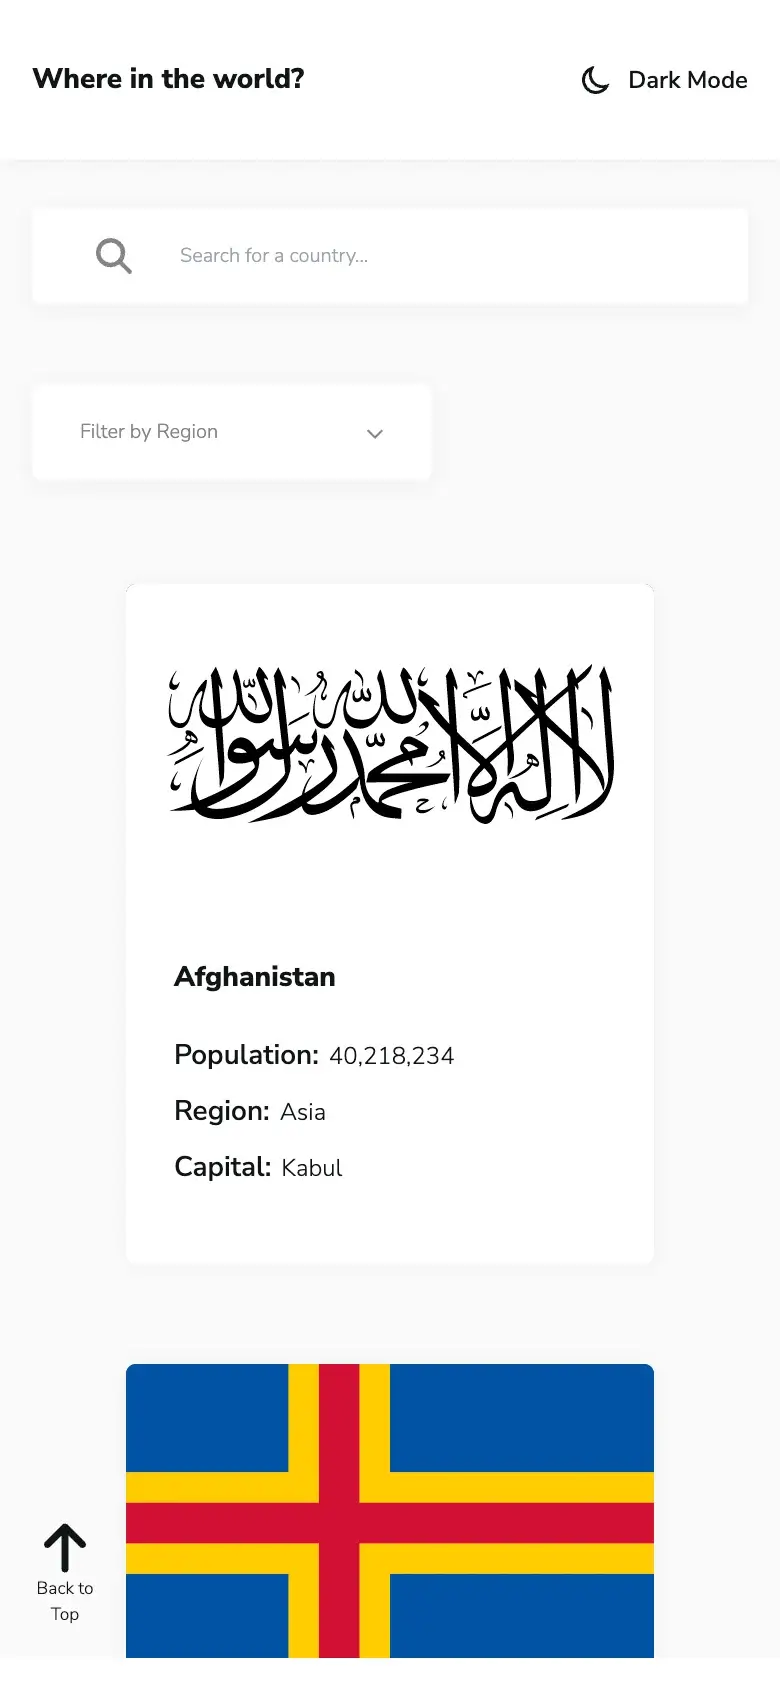 Where in the world?
Dark Mode
Search for a country...
Filter by Region
لا إله إلا الله محمد رسول الله
Afghanistan
Population: 40,218,234
Region: Asia
Capital: Kabul
Back to
Top